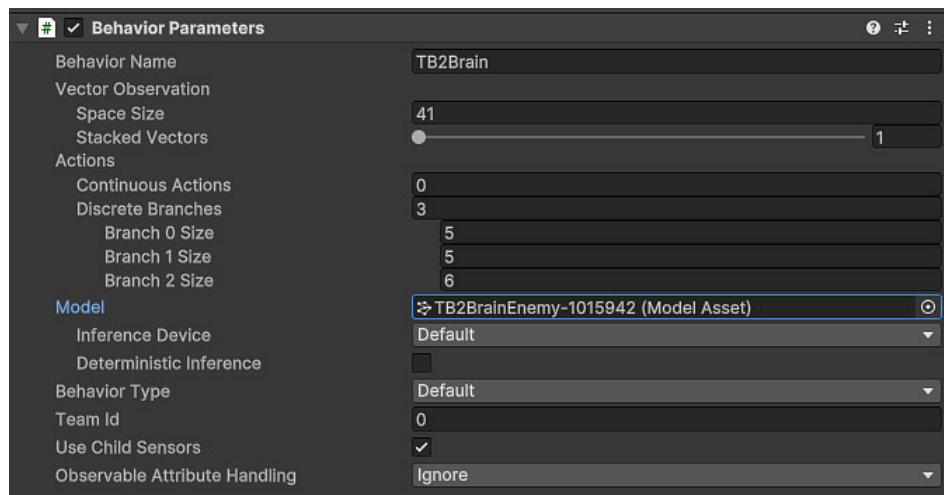 Behavior Parameters
Behavior Name TB2Brain
Vector Observation
Space Size 41
Stacked Vectors 1
Actions
Continuous Actions 0
Discrete Branches 3
Branch 0 Size 5
Branch 1 Size 5
Branch 2 Size 6
Model TB2BrainEnemy-1015942 (Model Asset)
Inference Device Default
Deterministic Inference
Behavior Type Default
Team Id 0
Use Child Sensors
Observable Attribute Handling Ignore